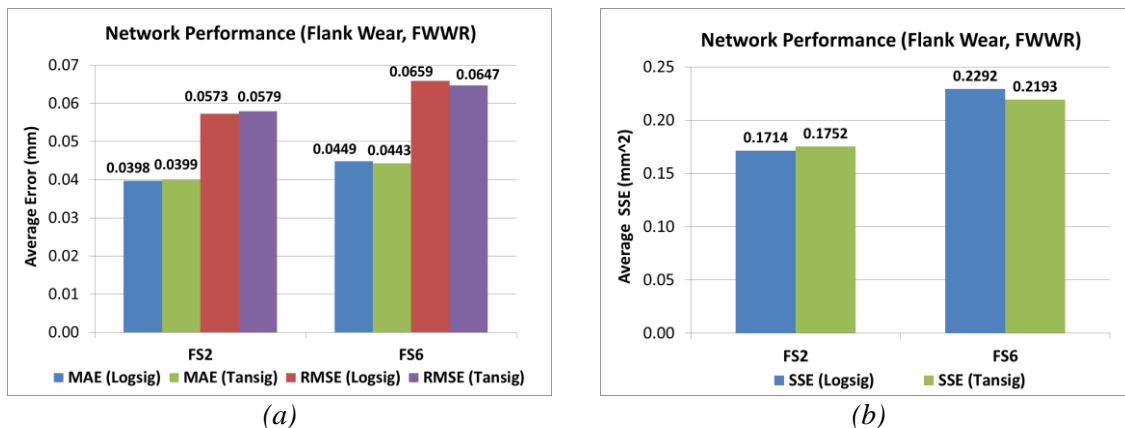 Network Performance (Flank Wear, FWWR)
Average Error (mm)
0.07
0.06
0.05
0.04
0.03
0.02
0.01
0.00
0.0398
0.0399
0.0573
0.0579
0.0449
0.0443
0.0659
0.0647
FS2
FS6
MAE (Logsig)
MAE (Tansig)
RMSE (Logsig)
RMSE (Tansig)
(a)
Network Performance (Flank Wear, FWWR)
Average SSE (mm^2)
0.25
0.20
0.15
0.10
0.05
0.00
0.1714
0.1752
0.2292
0.2193
FS2
FS6
SSE (Logsig)
SSE (Tansig)
(b)